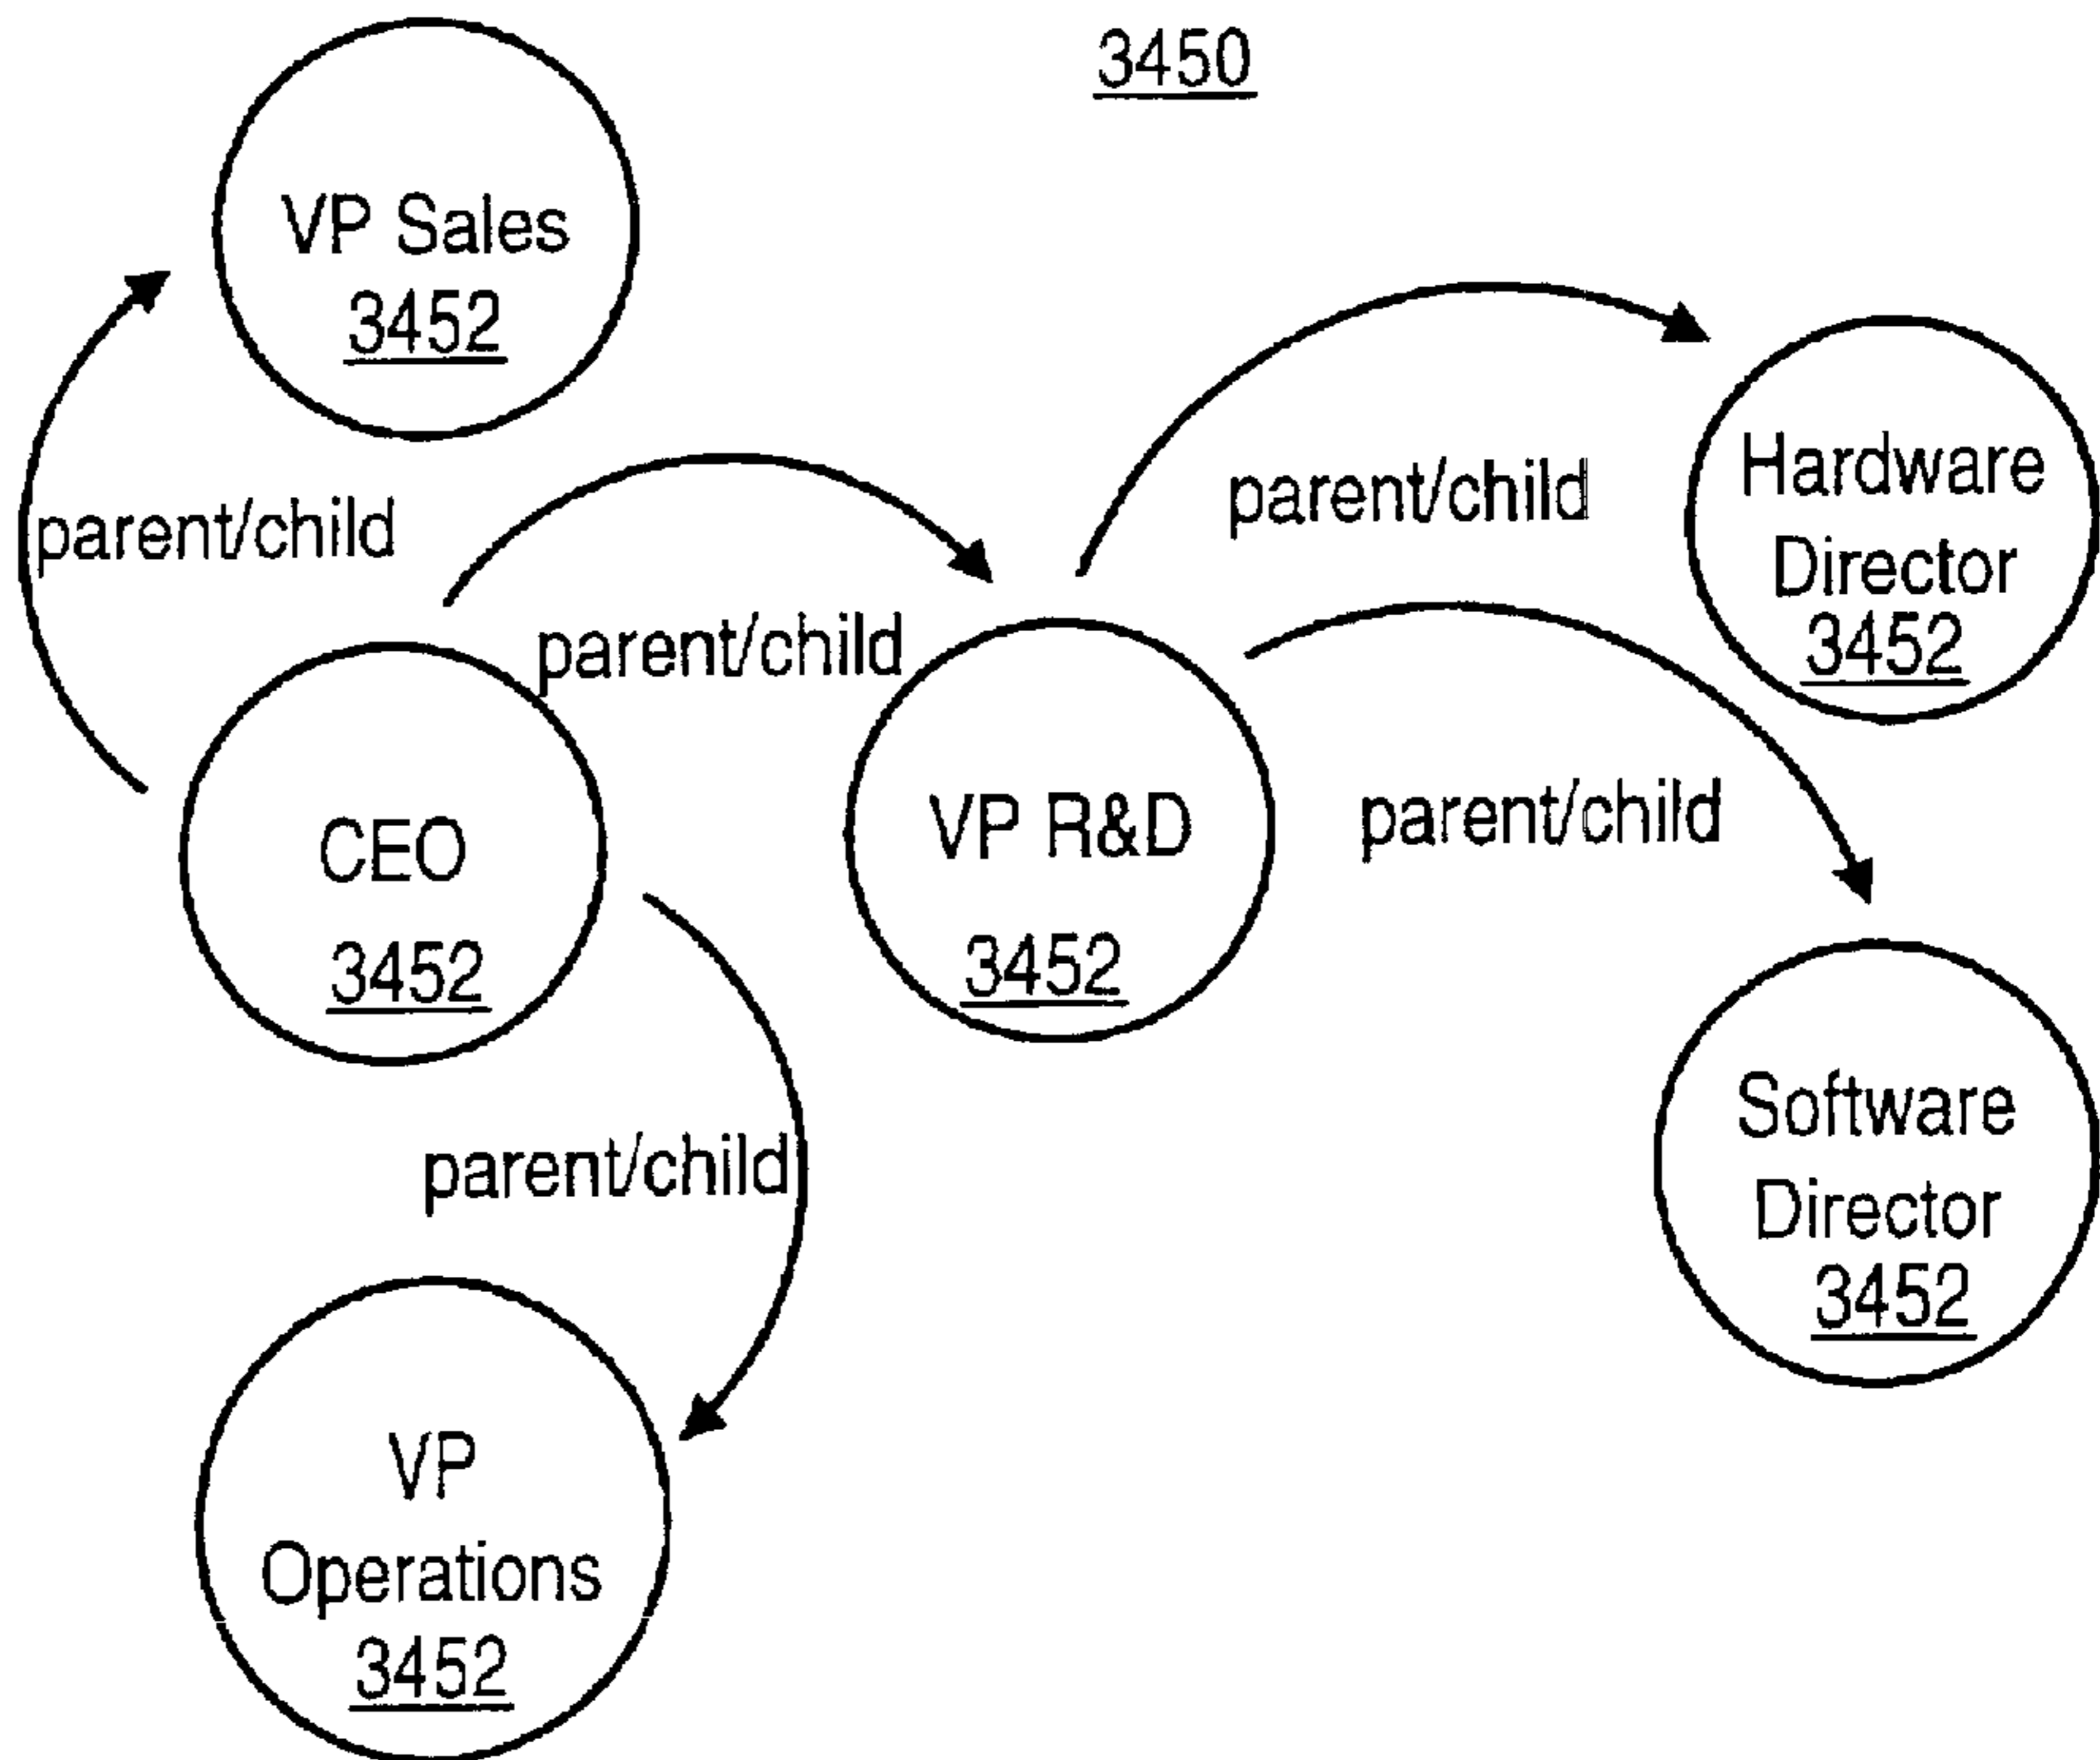 3450
VP Sales
3452
parent/child
parent/child
parent/child
Hardware
Director
3452
CEO
3452
VP R&D
3452
parent/child
parent/child
Software
Director
3452
VP
Operations
3452